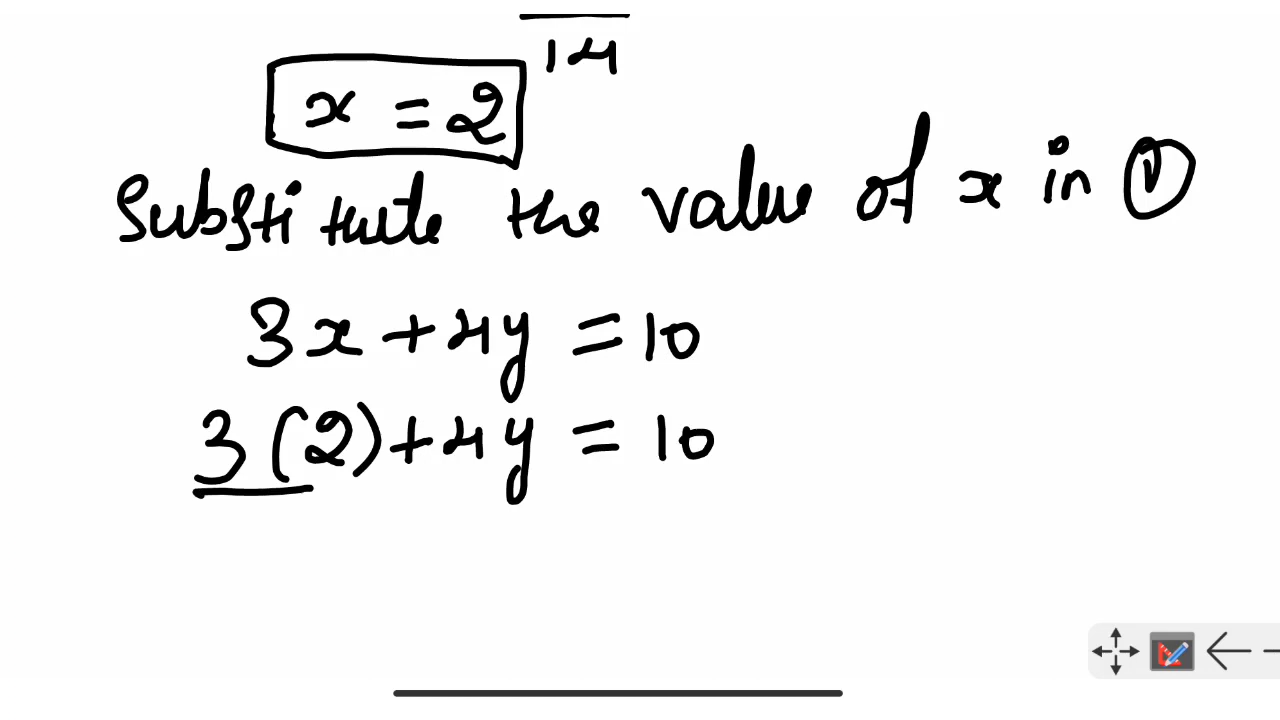 14
x = 2
Substitute the value of x in ①
3x + 4y = 10
3(2) + 4y = 10